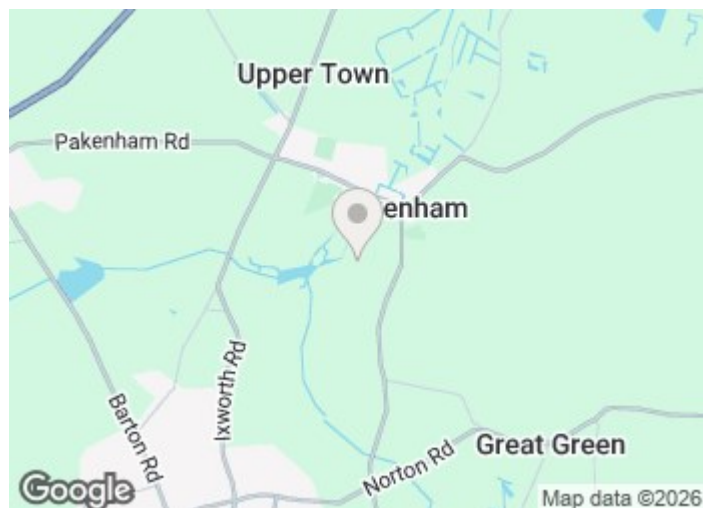 Upper Town
Pakenham Rd
enham
Ixworth Rd
Barton Rd
Great Green
Norton Rd
Google
Map data ©2026